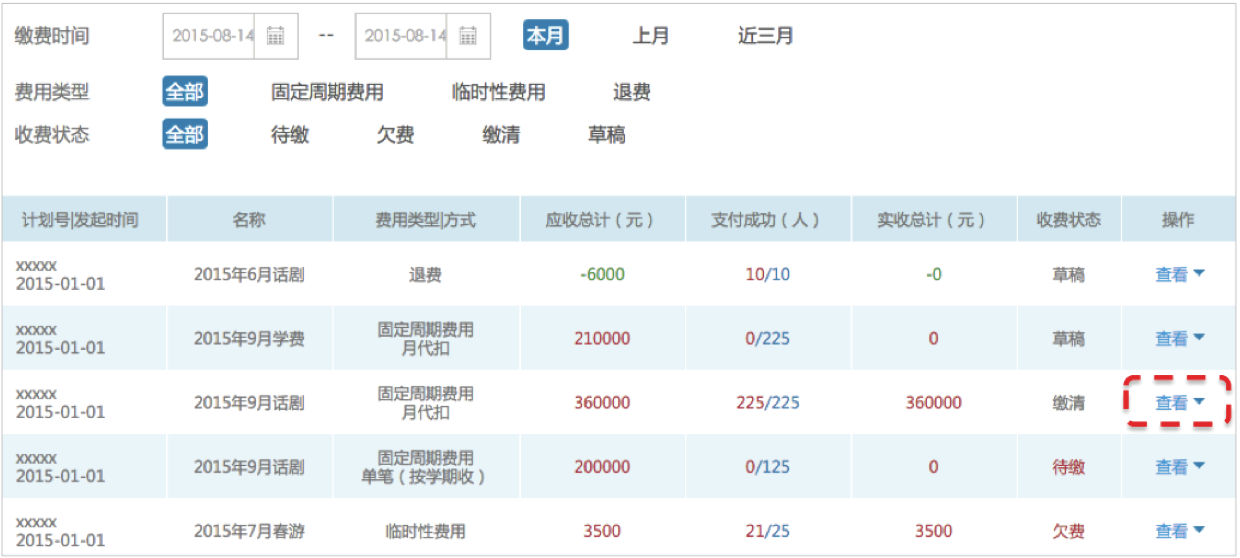 缴费时间 2015-08-14 -- 2015-08-14 本月 上月 近三月
费用类型 全部 固定周期费用 临时性费用 退费
收费状态 全部 待缴 欠费 缴清 草稿
计划号|发起时间 名称 费用类型|方式 应收总计（元） 支付成功（人） 实收总计（元） 收费状态 操作
xxxxx
2015-01-01 2015年6月话剧 退费 -6000 10/10 -0 草稿 查看
xxxxx 固定周期费用
2015-01-01 2015年9月学费 月代扣 210000 0/225 0 草稿 查看
xxxxx 固定周期费用
2015-01-01 2015年9月话剧 月代扣 360000 225/225 360000 缴清 查看
xxxxx 固定周期费用
2015-01-01 2015年9月话剧 单笔（按学期收） 200000 0/125 0 待缴 查看
xxxxx
2015-01-01 2015年7月春游 临时性费用 3500 21/25 3500 欠费 查看